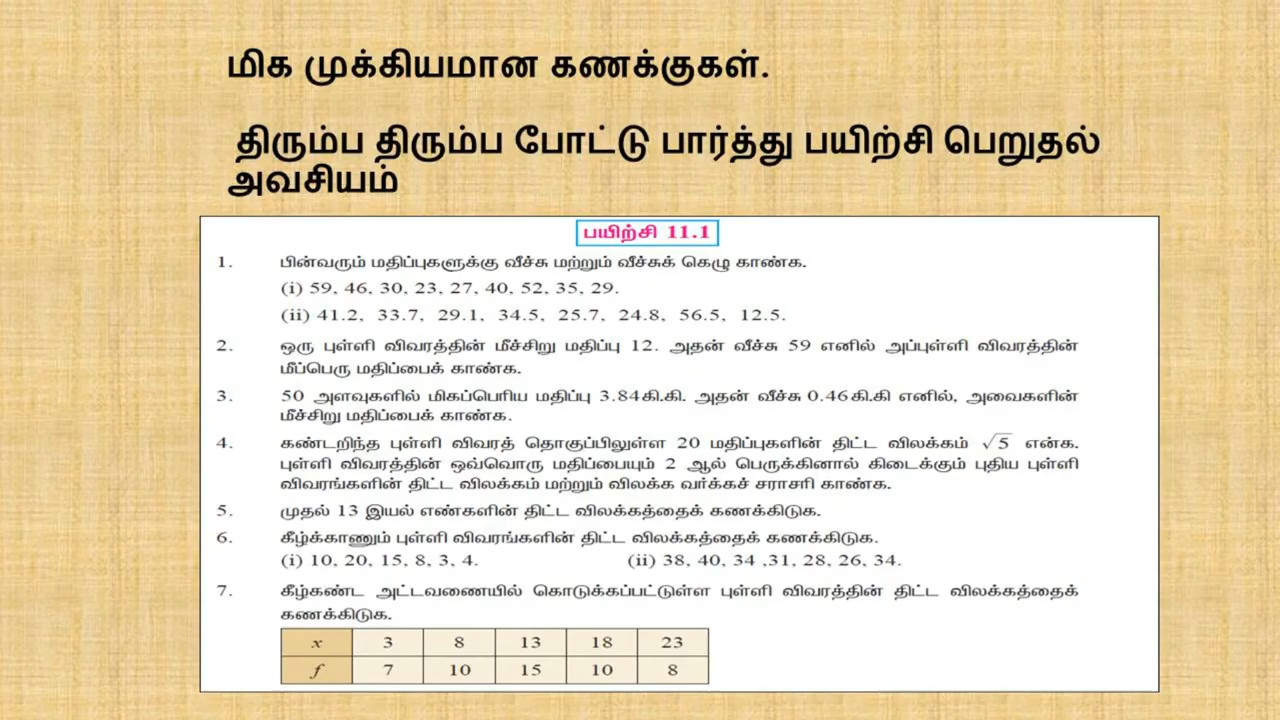 மிக முக்கியமான கணக்குகள்.
திரும்ப திரும்ப போட்டு பார்த்து பயிற்சி பெறுதல்
அவசியம்
பயிற்சி 11.1
1. பின்வரும் மதிப்புகளுக்கு வீச்சு மற்றும் வீச்சுக் கெழு காண்க.
(i) 59, 46, 30, 23, 27, 40, 52, 35, 29.
(ii) 41.2, 33.7, 29.1, 34.5, 25.7, 24.8, 56.5, 12.5.
2. ஒரு புள்ளி விவரத்தின் மீச்சிறு மதிப்பு 12. அதன் வீச்சு 59 எனில் அப்புள்ளி விவரத்தின்
மீப்பெரு மதிப்பைக் காண்க.
3. 50 அளவுகளில் மிகப்பெரிய மதிப்பு 3.84கி.கி. அதன் வீச்சு 0.46கி.கி எனில், அவைகளின்
மீச்சிறு மதிப்பைக் காண்க.
4. கண்டறிந்த புள்ளி விவரத் தொகுப்பிலுள்ள 20 மதிப்புகளின் திட்ட விலக்கம் √5 என்க.
புள்ளி விவரத்தின் ஒவ்வொரு மதிப்பையும் 2 ஆல் பெருக்கினால் கிடைக்கும் புதிய புள்ளி
விவரங்களின் திட்ட விலக்கம் மற்றும் விலக்க வர்க்கச் சராசரி காண்க.
5. முதல் 13 இயல் எண்களின் திட்ட விலக்கத்தைக் கணக்கிடுக.
6. கீழ்க்காணும் புள்ளி விவரங்களின் திட்ட விலக்கத்தைக் கணக்கிடுக.
(i) 10, 20, 15, 8, 3, 4. (ii) 38, 40, 34 ,31, 28, 26, 34.
7. கீழ்கண்ட அட்டவணையில் கொடுக்கப்பட்டுள்ள புள்ளி விவரத்தின் திட்ட விலக்கத்தைக்
கணக்கிடுக.
x 3 8 13 18 23
f 7 10 15 10 8